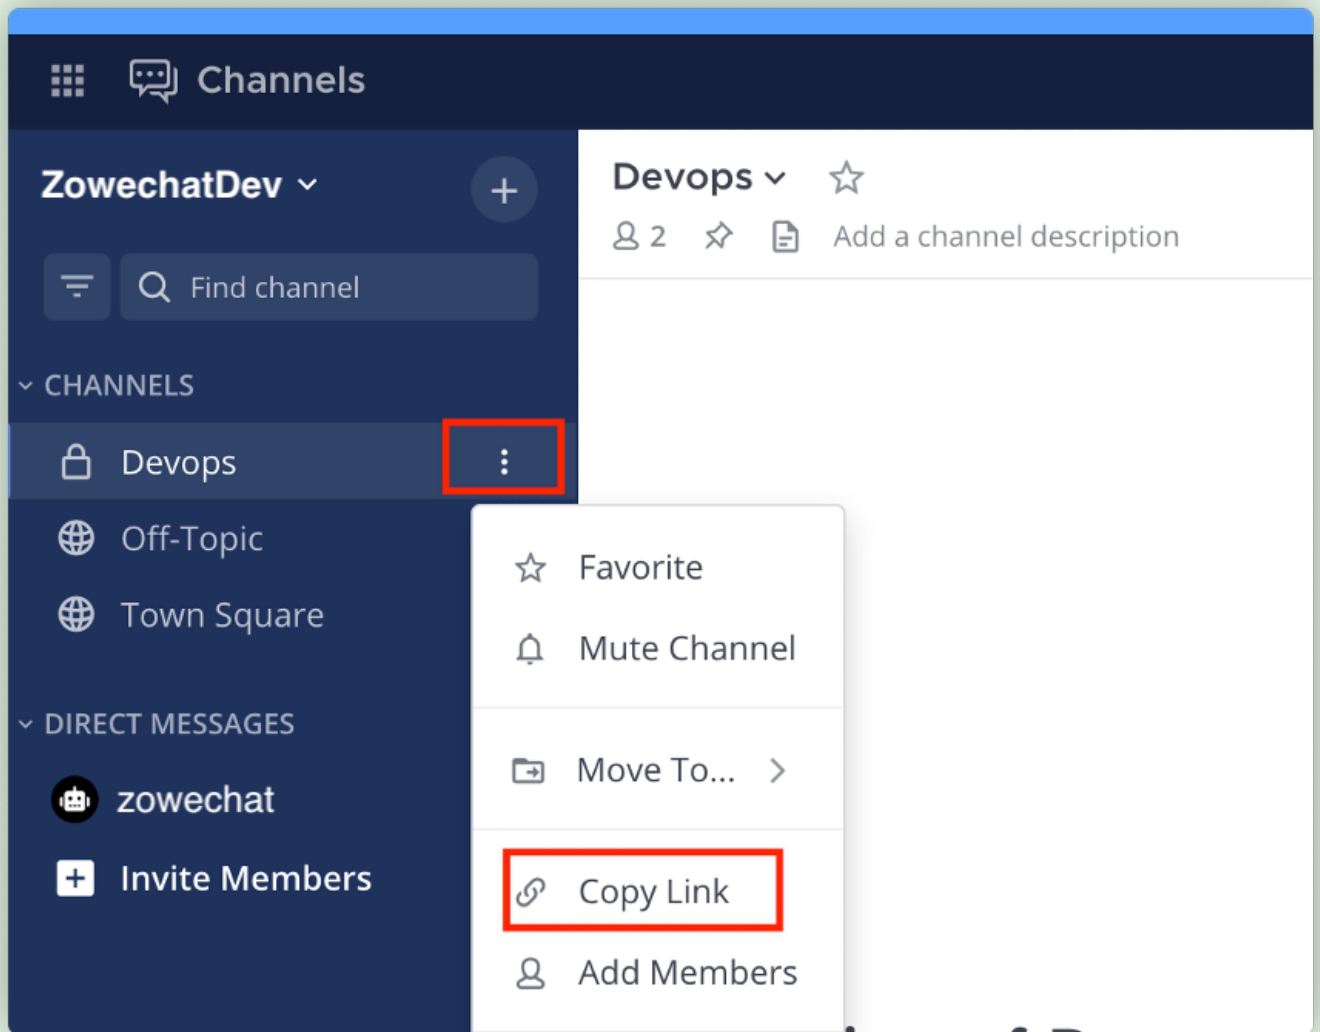 Channels
ZowechatDev
Find channel
CHANNELS
Devops
Off-Topic
Town Square
DIRECT MESSAGES
zowechat
Invite Members
Devops
2
Add a channel description
Favorite
Mute Channel
Move To...
Copy Link
Add Members